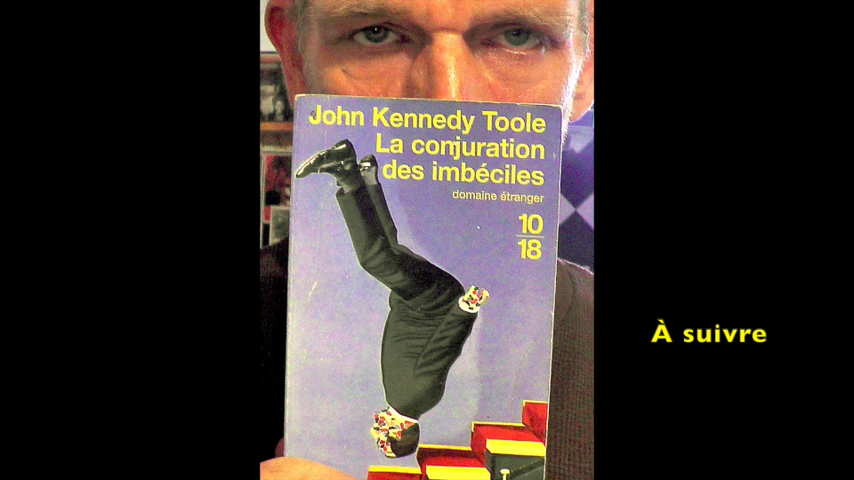 John Kennedy Toole
La conjuration
des imbéciles
domaine étranger
10
18
À suivre